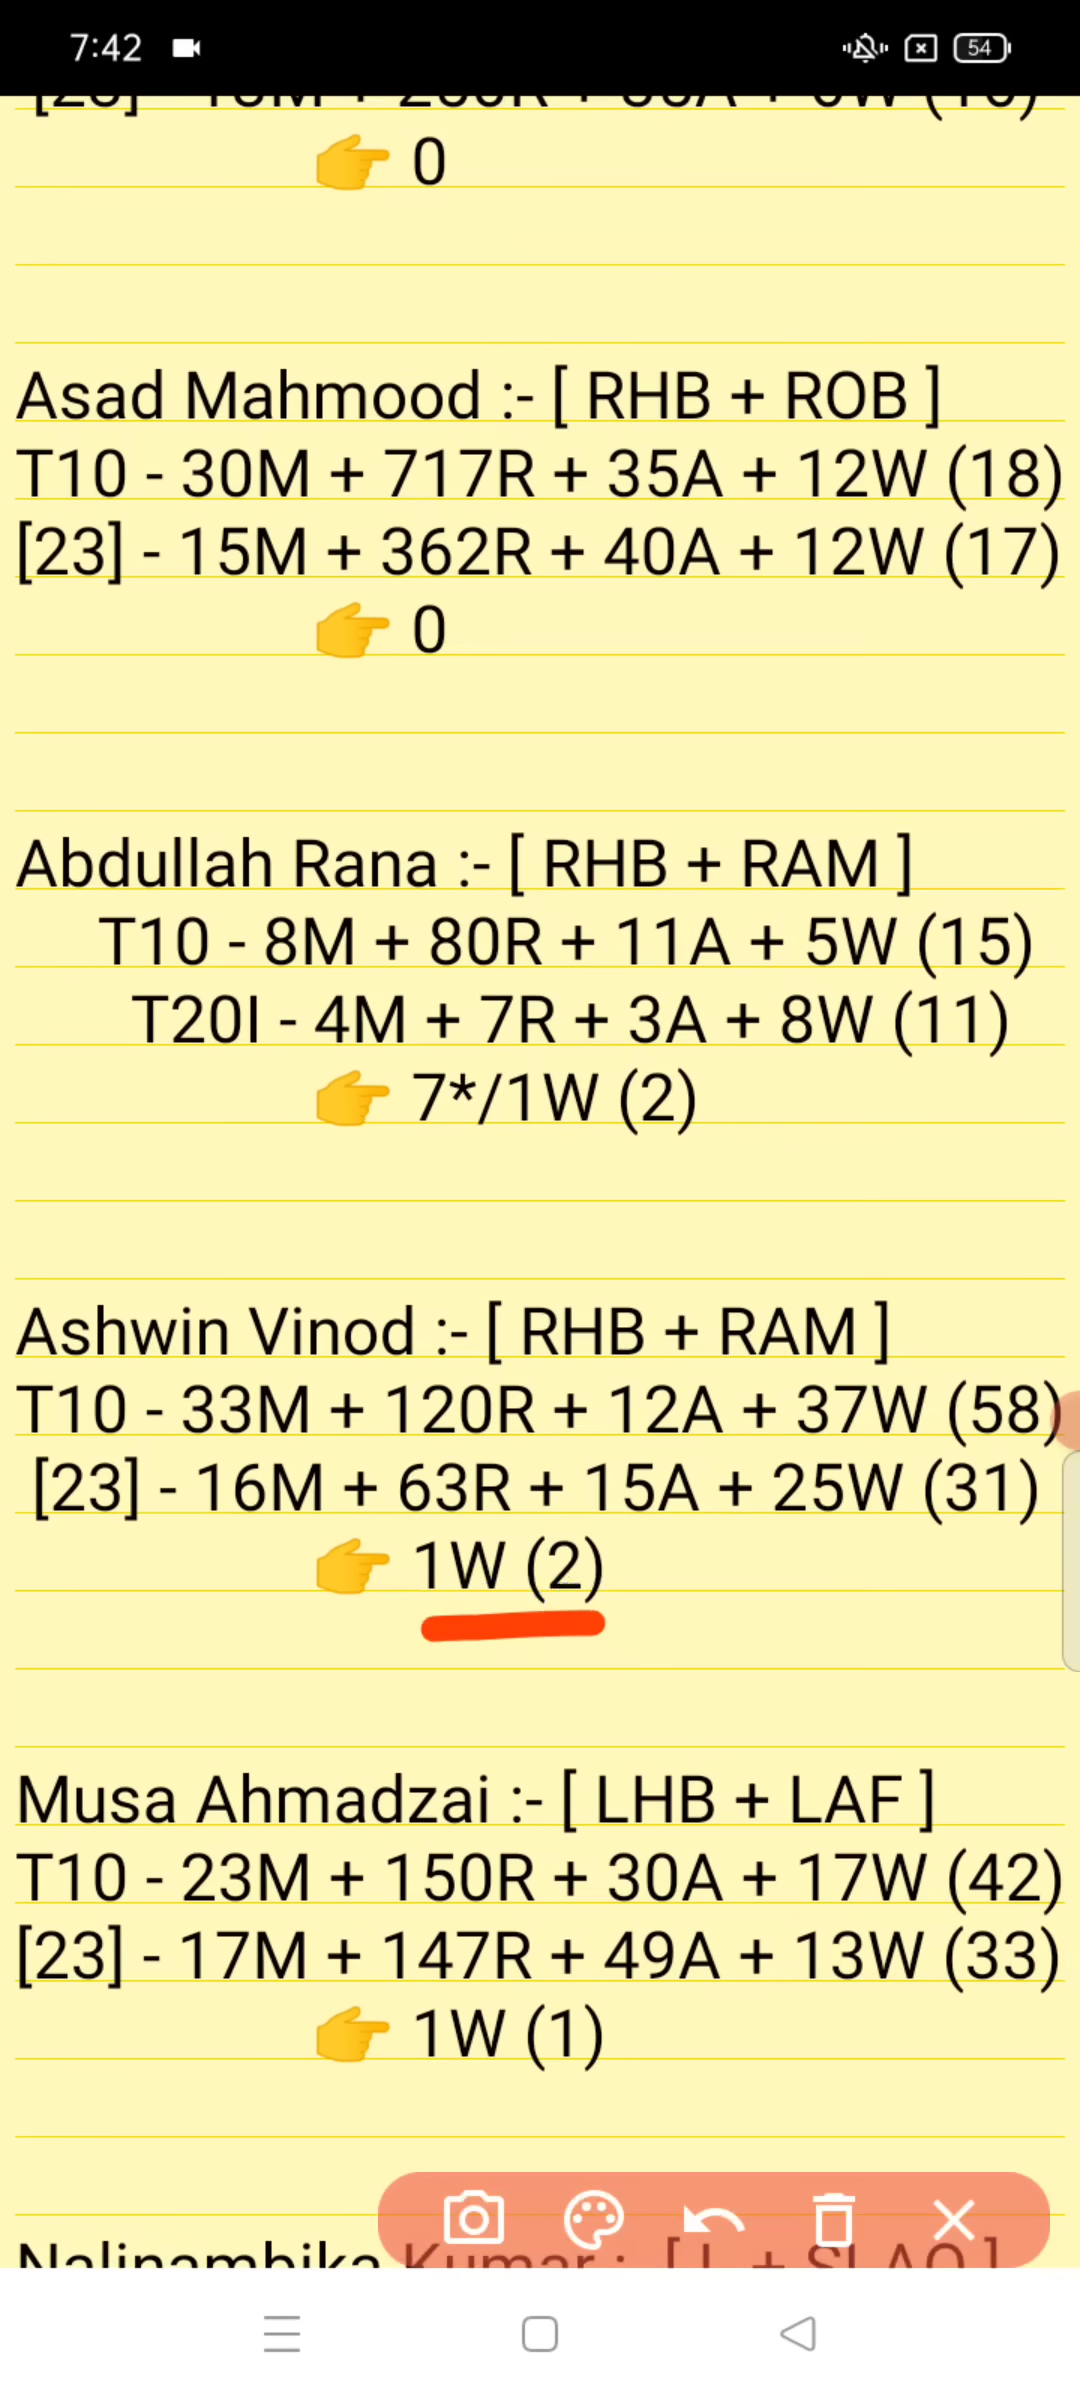 7:42
54
👉 0
Asad Mahmood :- [ RHB + ROB ]
T10 - 30M + 717R + 35A + 12W (18)
[23] - 15M + 362R + 40A + 12W (17)
👉 0
Abdullah Rana :- [ RHB + RAM ]
T10 - 8M + 80R + 11A + 5W (15)
T20I - 4M + 7R + 3A + 8W (11)
👉 7*/1W (2)
Ashwin Vinod :- [ RHB + RAM ]
T10 - 33M + 120R + 12A + 37W (58)
[23] - 16M + 63R + 15A + 25W (31)
👉 1W (2)
Musa Ahmadzai :- [ LHB + LAF ]
T10 - 23M + 150R + 30A + 17W (42)
[23] - 17M + 147R + 49A + 13W (33)
👉 1W (1)
Nalinambika Kumar